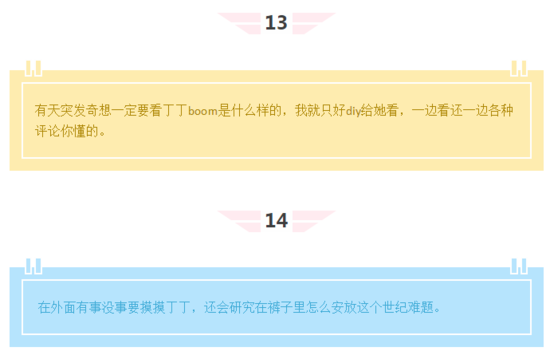 13
有天突发奇想一定要看丁丁boom是什么样的，我就只好diy给她看，一边看还一边各种
评论你懂的。
14
在外面有事没事要摸摸丁丁，还会研究在裤子里怎么安放这个世纪难题。